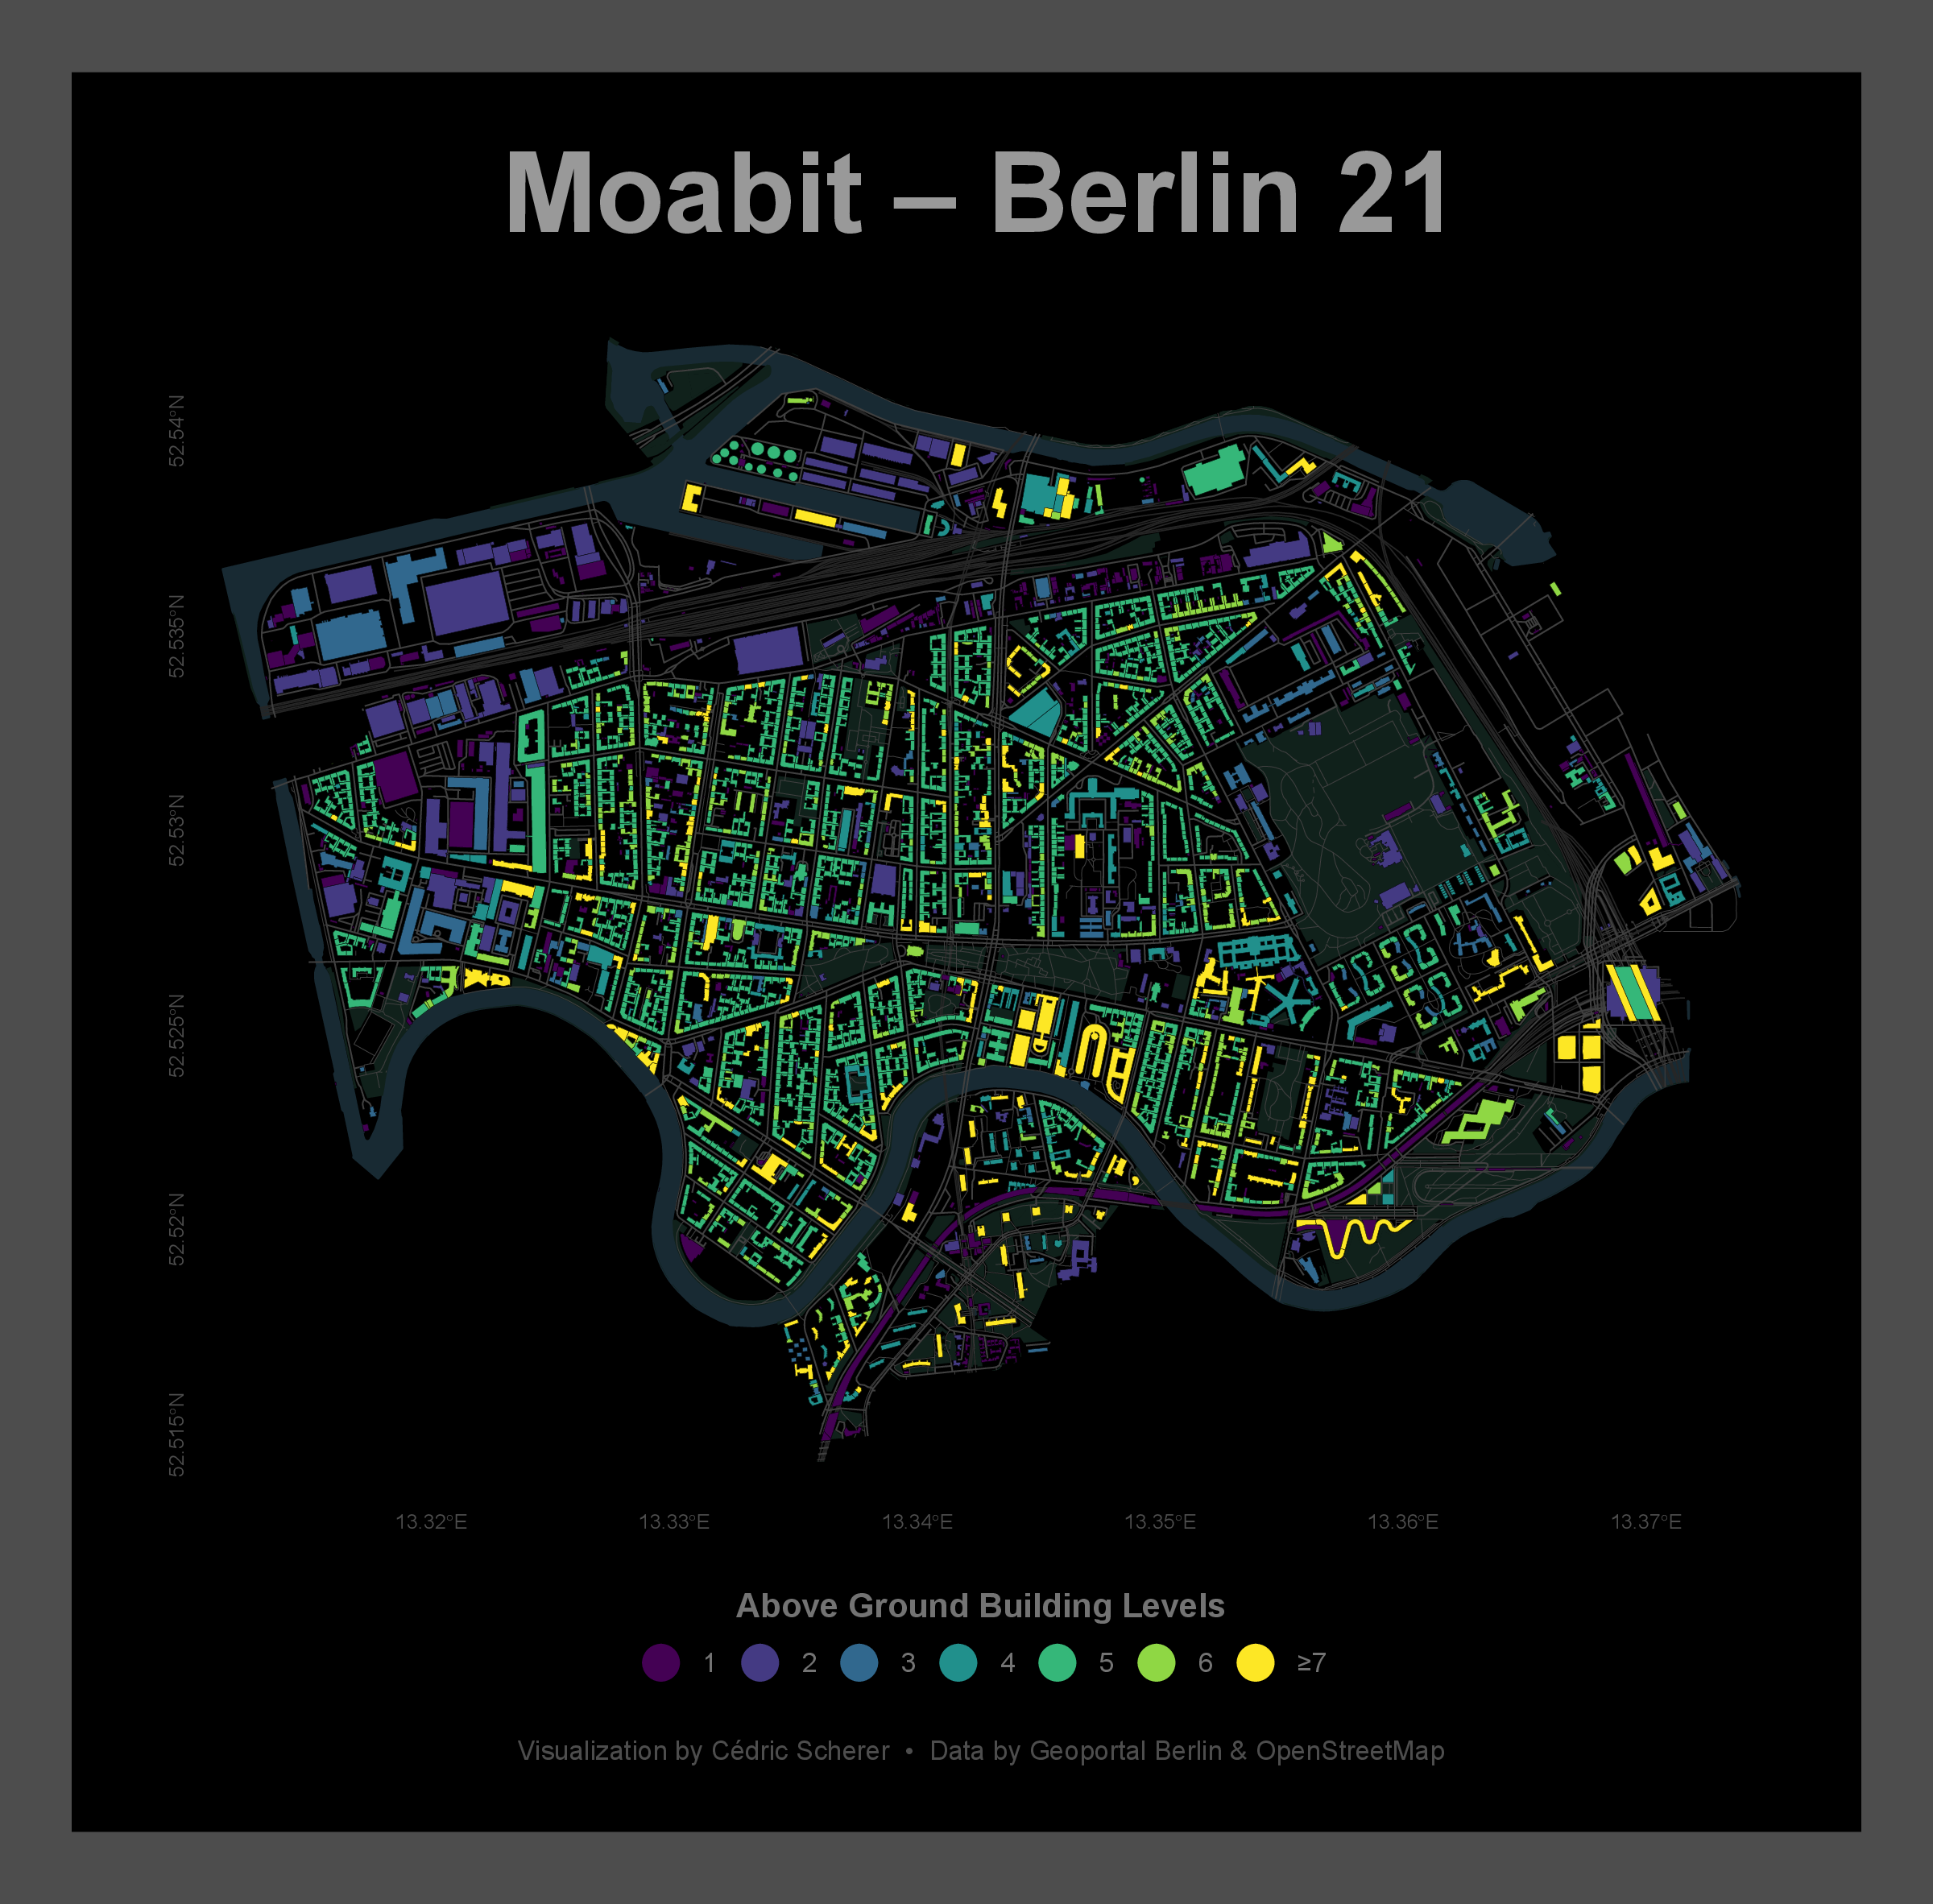 Moabit – Berlin 21
52.54°N
52.535°N
52.53°N
52.525°N
52.52°N
52.515°N
13.32°E 13.33°E 13.34°E 13.35°E 13.36°E 13.37°E
Above Ground Building Levels
1 2 3 4 5 6 ≥7
Visualization by Cédric Scherer • Data by Geoportal Berlin & OpenStreetMap